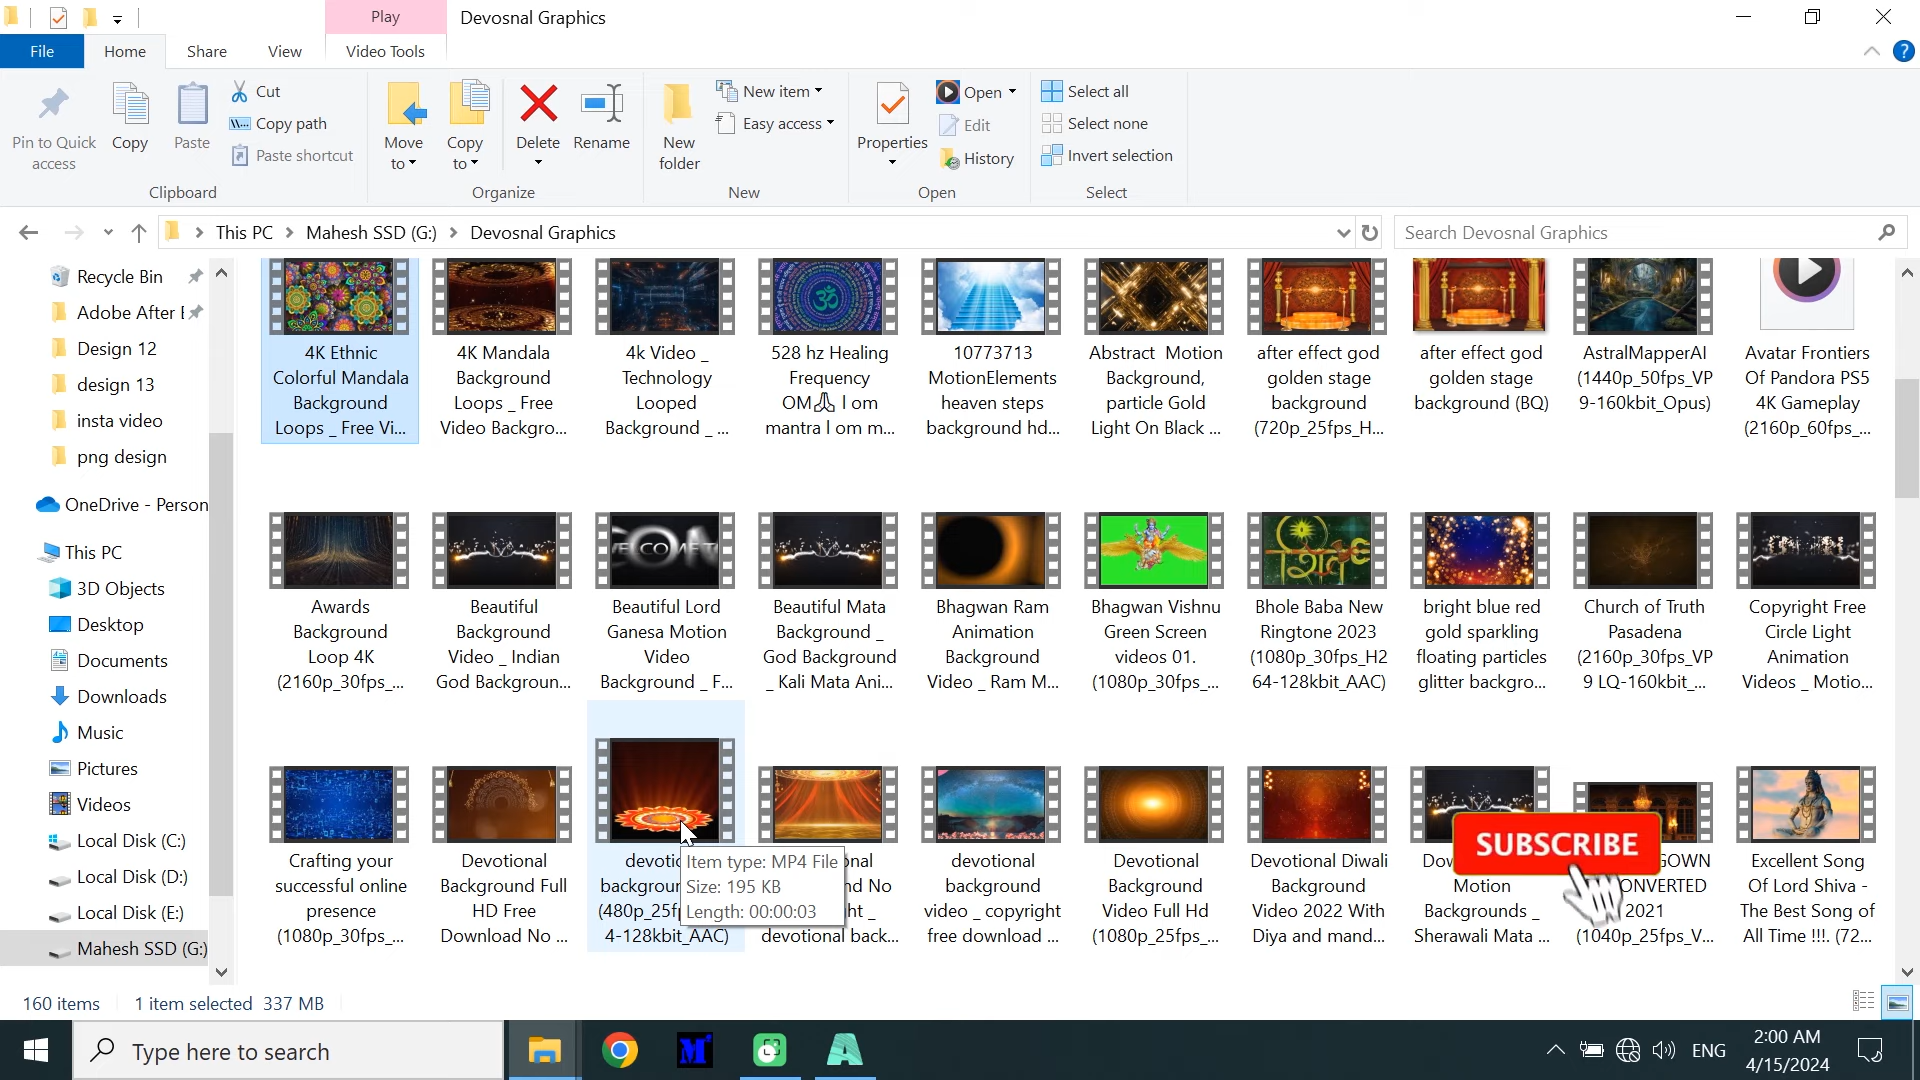 Play
Devosnal Graphics
File
Home
Share
View
Video Tools
Pin to Quick
access
Copy
Paste
Cut
Copy path
Paste shortcut
Move
to
Copy
to
Delete
Rename
New
folder
New item
Easy access
Properties
Open
Edit
History
Select all
Select none
Invert selection
Clipboard
Organize
New
Open
Select
This PC
Mahesh SSD (G:)
Devosnal Graphics
Search Devosnal Graphics
Recycle Bin
Adobe After
Design 12
design 13
insta video
png design
OneDrive - Person
This PC
3D Objects
Desktop
Documents
Downloads
Music
Pictures
Videos
Local Disk (C:)
Local Disk (D:)
Local Disk (E:)
Mahesh SSD (G:)
4K Ethnic
Colorful Mandala
Background
Loops _ Free Vi...
4K Mandala
Background
Loops _ Free
Video Backgro...
4k Video _
Technology
Looped
Background _ ...
528 hz Healing
Frequency
OM🙏 l om
mantra l om m...
10773713
MotionElements
heaven steps
background hd...
Abstract Motion
Background,
particle Gold
Light On Black ...
after effect god
golden stage
background
(720p_25fps_H...
after effect god
golden stage
background (BQ)
AstralMapperAI
(1440p_50fps_VP
9-160kbit_Opus)
Avatar Frontiers
Of Pandora PS5
4K Gameplay
(2160p_60fps_...
Awards
Background
Loop 4K
(2160p_30fps_...
Beautiful
Background
Video _ Indian
God Backgroun...
Beautiful Lord
Ganesa Motion
Video
Background _ F...
Beautiful Mata
Background _
God Background
_ Kali Mata Ani...
Bhagwan Ram
Animation
Background
Video _ Ram M...
Bhagwan Vishnu
Green Screen
videos 01.
(1080p_30fps_...
Bhole Baba New
Ringtone 2023
(1080p_30fps_H2
64-128kbit_AAC)
bright blue red
gold sparkling
floating particles
glitter backgro...
Church of Truth
Pasadena
(2160p_30fps_VP
9 LQ-160kbit_...
Copyright Free
Circle Light
Animation
Videos _ Motio...
Crafting your
successful online
presence
(1080p_30fps_...
Devotional
Background Full
HD Free
Download No ...
devotic
backgrour
(480p_25fp
4-128kbit_AAC)
Item type: MP4 File
Size: 195 KB
Length: 00:00:03
onal
nd No
ht _
devotional back...
devotional
background
video _ copyright
free download ...
Devotional
Background
Video Full Hd
(1080p_25fps_...
Devotional Diwali
Background
Video 2022 With
Diya and mand...
Dow
Motion
Backgrounds _
Sherawali Mata ...
SUBSCRIBE
GOWN
ONVERTED
2021
(1040p_25fps_V...
Excellent Song
Of Lord Shiva -
The Best Song of
All Time !!!. (72...
160 items
1 item selected 337 MB
Type here to search
ENG
2:00 AM
4/15/2024